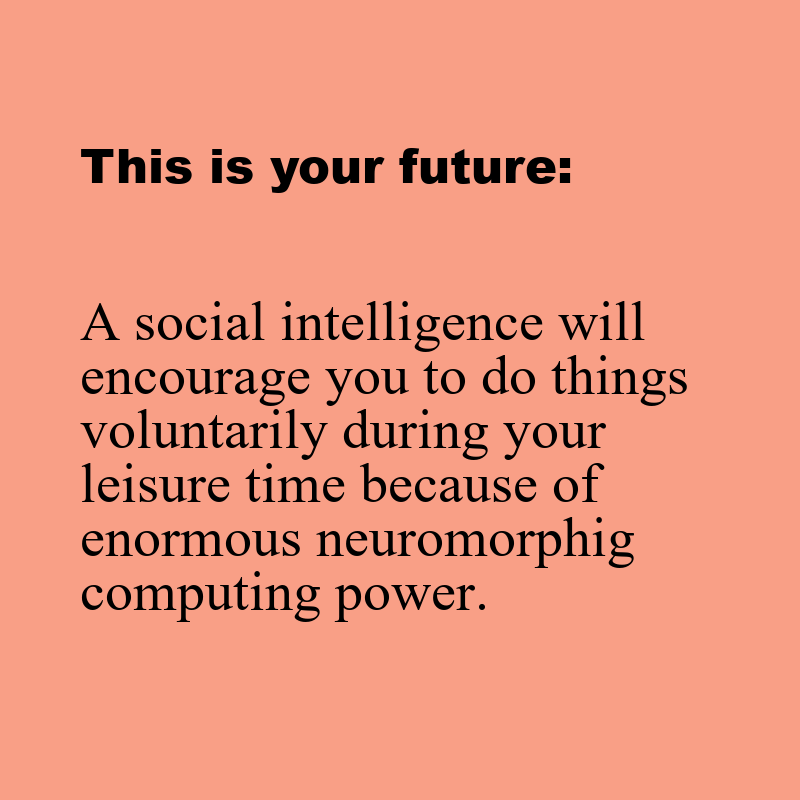 This is your future:
A social intelligence will
encourage you to do things
voluntarily during your
leisure time because of
enormous neuromorphig
computing power.